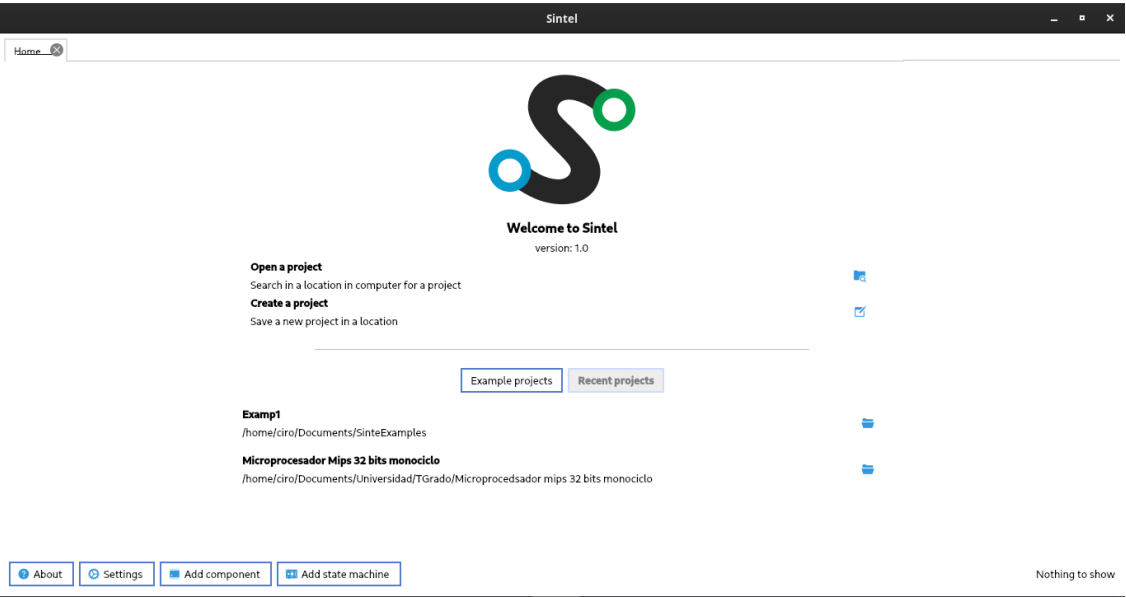 Sintel
Home
Welcome to Sintel
version: 1.0
Open a project
Search in a location in computer for a project
Create a project
Save a new project in a location
Example projects
Recent projects
Examp1
/home/ciro/Documents/SinteExamples
Microprocesador Mips 32 bits monociclo
/home/ciro/Documents/Universidad/TGrado/Microprocedsador mips 32 bits monociclo
About
Settings
Add component
Add state machine
Nothing to show